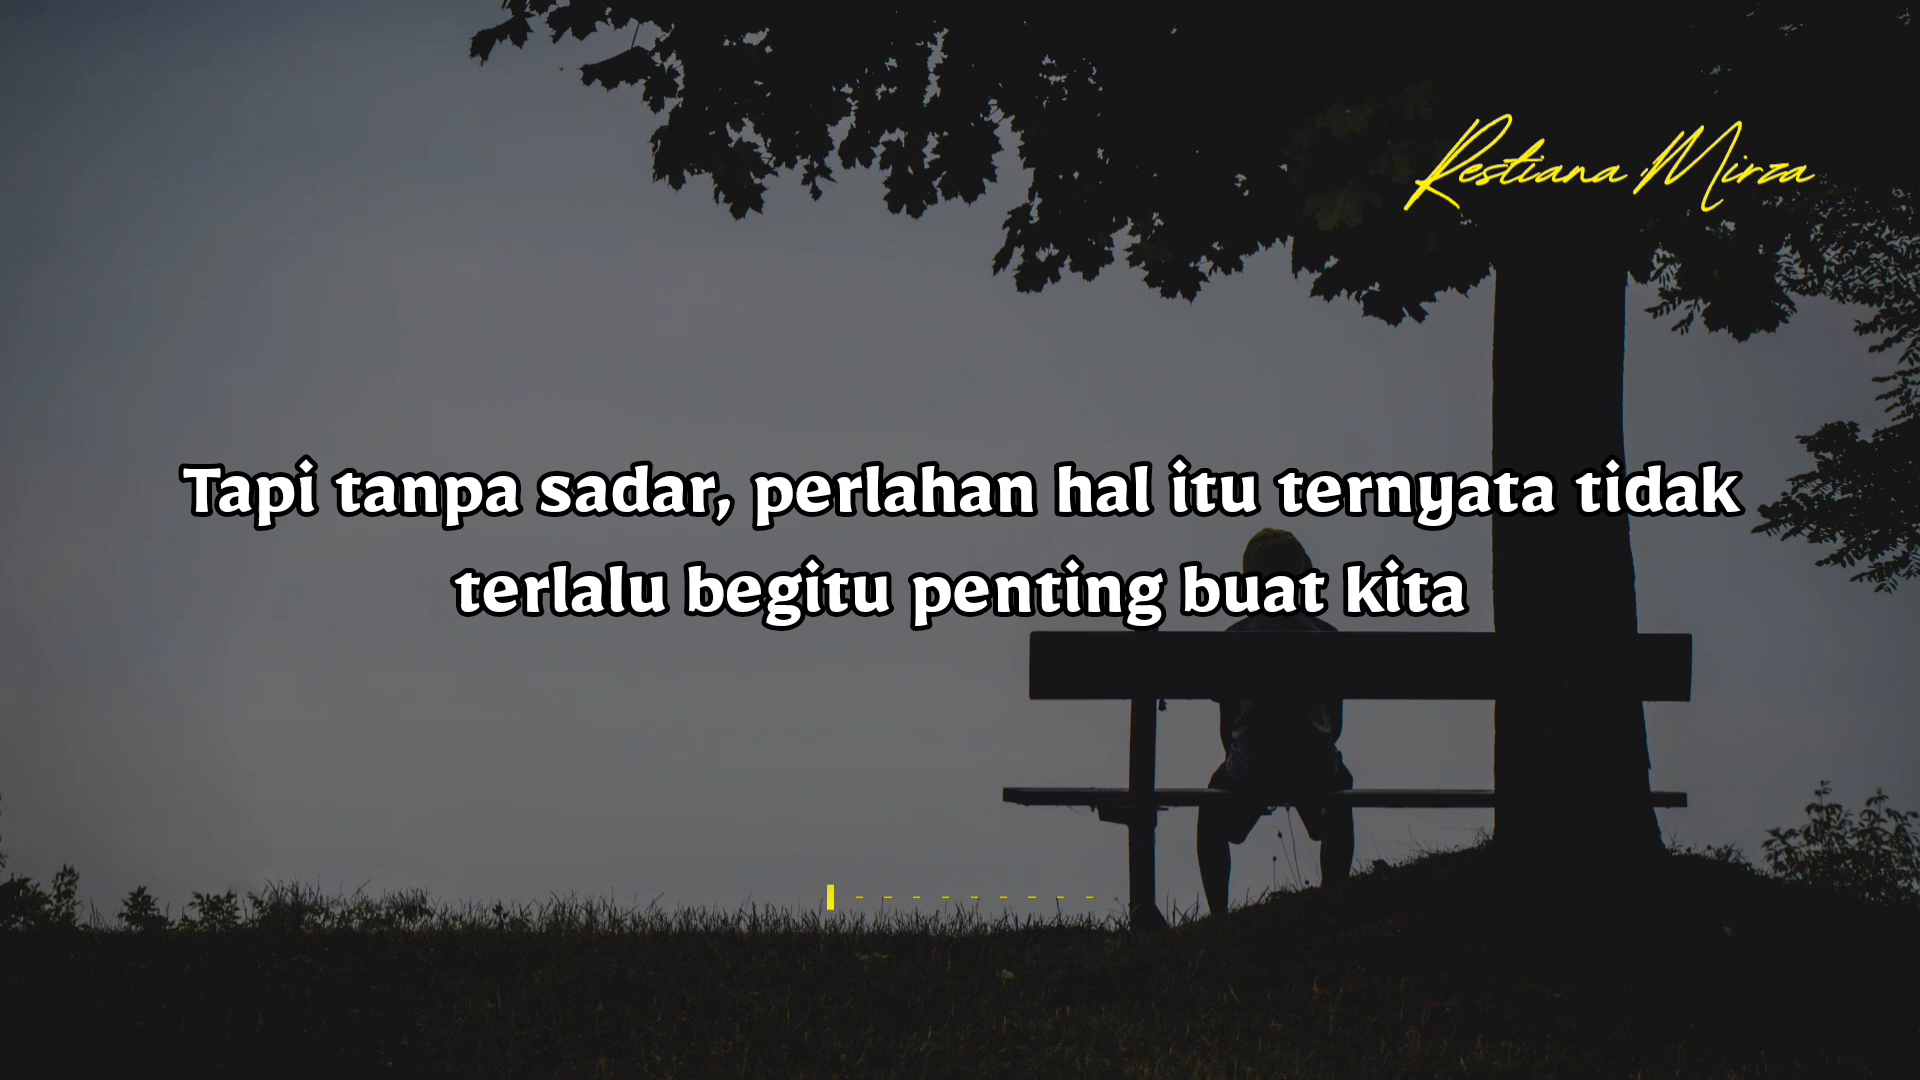 Restiana Mirza
Tapi tanpa sadar, perlahan hal itu ternyata tidak
terlalu begitu penting buat kita